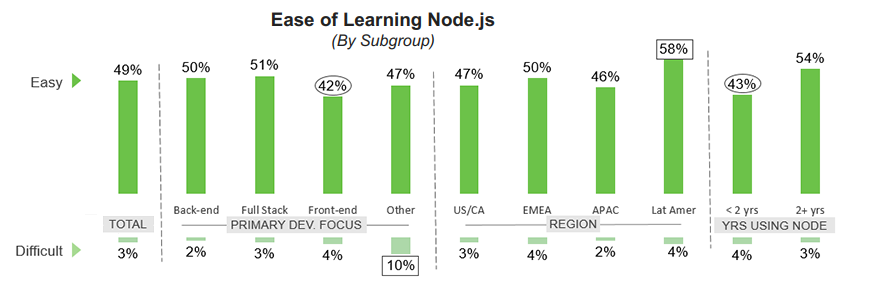 Ease of Learning Node.js
(By Subgroup)
Easy
49% 50% 51% 42% 47% 47% 50% 46% 58% 43% 54%
Back-end Full Stack Front-end Other US/CA EMEA APAC Lat Amer < 2 yrs 2+ yrs
TOTAL PRIMARY DEV. FOCUS REGION YRS USING NODE
Difficult
3% 2% 3% 4% 10% 3% 4% 2% 4% 4% 3%